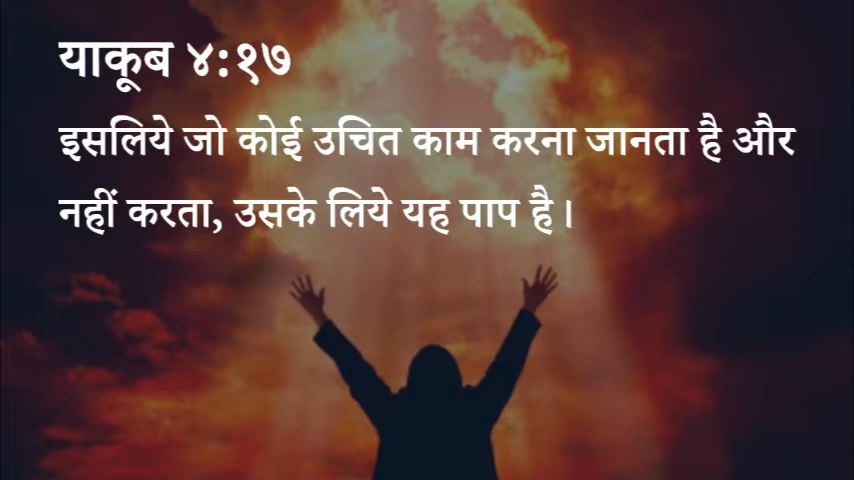 याकूब ४:१७
इसलिये जो कोई उचित काम करना जानता है और
नहीं करता, उसके लिये यह पाप है।